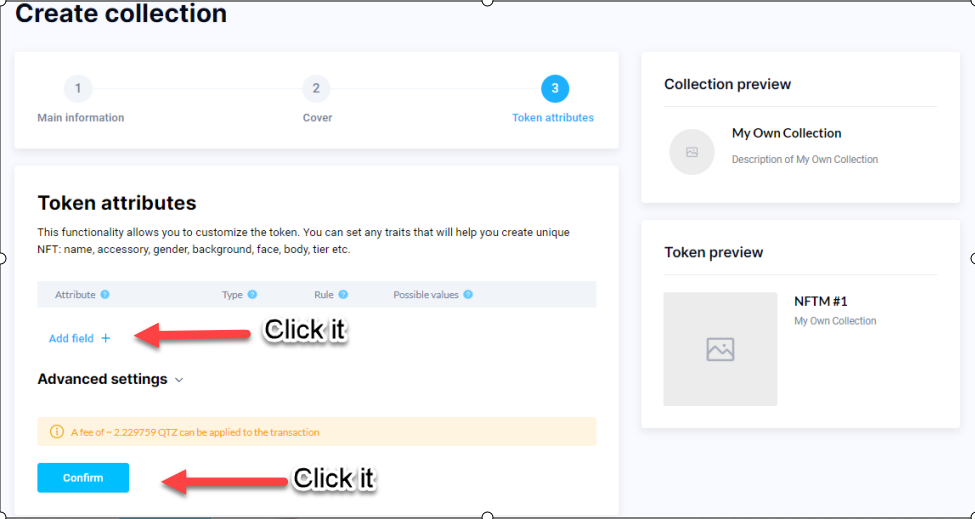 Create collection
1
2
3
Main information
Cover
Token attributes
Token attributes
This functionality allows you to customize the token. You can set any traits that will help you create unique
NFT: name, accessory, gender, background, face, body, tier etc.
Attribute ?
Type ?
Rule ?
Possible values ?
Add field +
Click it
Advanced settings
A fee of ~ 2.229759 QTZ can be applied to the transaction
Confirm
Click it
Collection preview
My Own Collection
Description of My Own Collection
Token preview
NFTM #1
My Own Collection